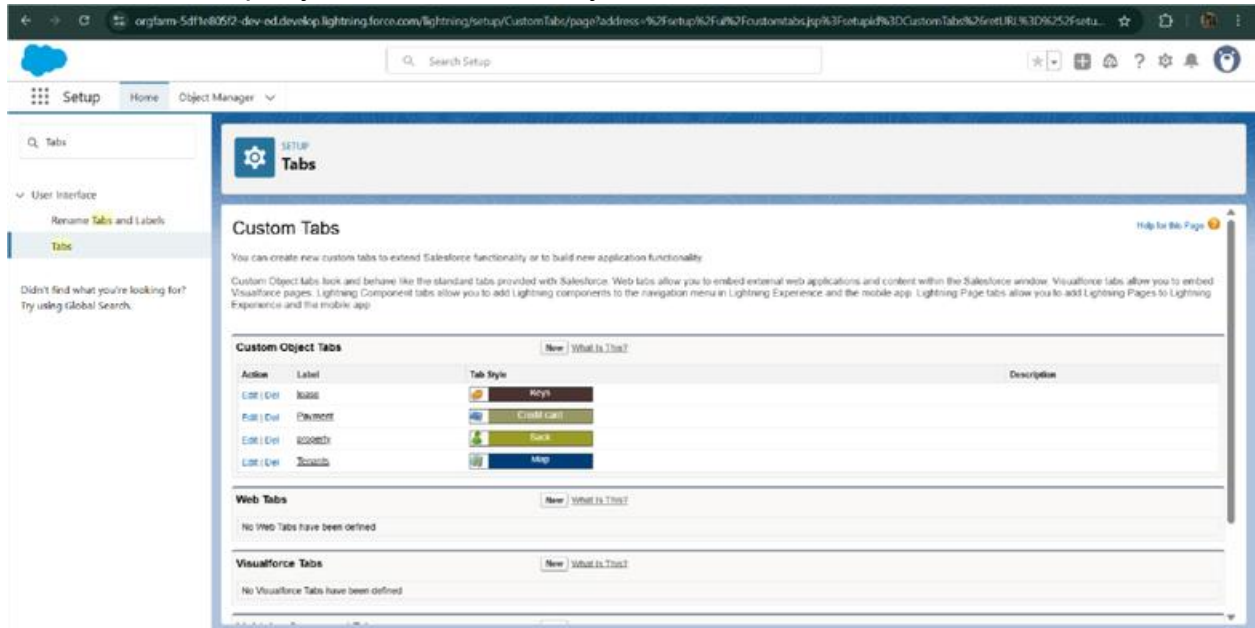 orgfarm-5df1e805f2-dev-ed.develop.lightning.force.com/lightning/setup/CustomTabs/page?address=%2Fsetup%2Fui%2Fcustomtabs.jsp%3Fsetupid%3DCustomTabs%26retURL%3D%252Fsetu...
Search Setup
Setup Home Object Manager
Tabs
SETUP
Tabs
User Interface
Rename Tabs and Labels
Tabs
Didn't find what you're looking for?
Try using Global Search.
Custom Tabs
Help for this Page
You can create new custom tabs to extend Salesforce functionality or to build new application functionality.
Custom Object tabs look and behave like the standard tabs provided with Salesforce. Web tabs allow you to embed external web applications and content within the Salesforce window. Visualforce tabs allow you to embed
Visualforce pages. Lightning Component tabs allow you to add Lightning components to the navigation menu in Lightning Experience and the mobile app. Lightning Page tabs allow you to add Lightning Pages to Lightning
Experience and the mobile app.
Custom Object Tabs New What Is This?
Action Label Tab Style Description
Edit | Del lease Keys
Edit | Del Payment Credit card
Edit | Del property Sack
Edit | Del Tenants Map
Web Tabs New What Is This?
No Web Tabs have been defined
Visualforce Tabs New What Is This?
No Visualforce Tabs have been defined